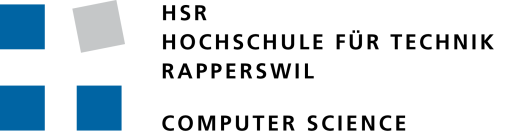 HSR
HOCHSCHULE FÜR TECHNIK
RAPPERSWIL
COMPUTER SCIENCE